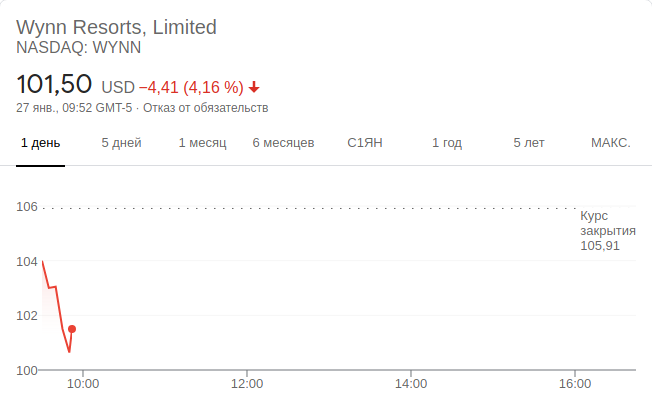 Wynn Resorts, Limited
NASDAQ: WYNN
101,50 USD −4,41 (4,16 %)
27 янв., 09:52 GMT-5 · Отказ от обязательств
1 день 5 дней 1 месяц 6 месяцев С1ЯН 1 год 5 лет МАКС.
106
Курс
закрытия
105,91
104
102
100
10:00 12:00 14:00 16:00